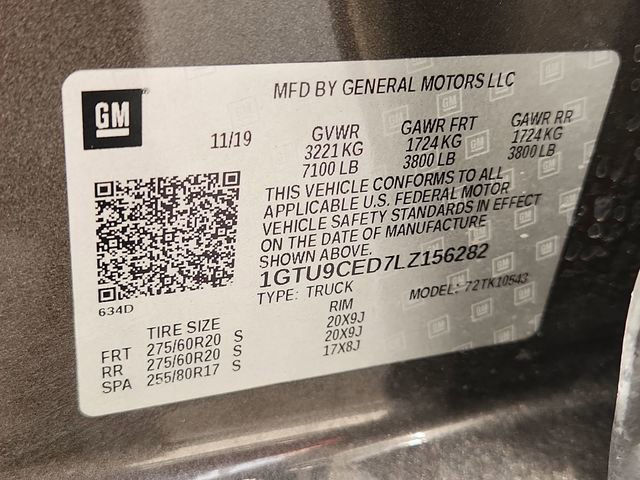 GM
MFD BY GENERAL MOTORS LLC
11/19
GVWR GAWR FRT GAWR RR
3221 KG 1724 KG 1724 KG
7100 LB 3800 LB 3800 LB
THIS VEHICLE CONFORMS TO ALL
APPLICABLE U.S. FEDERAL MOTOR
VEHICLE SAFETY STANDARDS IN EFFECT
ON THE DATE OF MANUFACTURE
SHOWN ABOVE.
1GTU9CED7LZ156282
TYPE: TRUCK MODEL: 72TK10543
634D
TIRE SIZE RIM
FRT 275/60R20 S 20X9J
RR 275/60R20 S 20X9J
SPA 255/80R17 S 17X8J